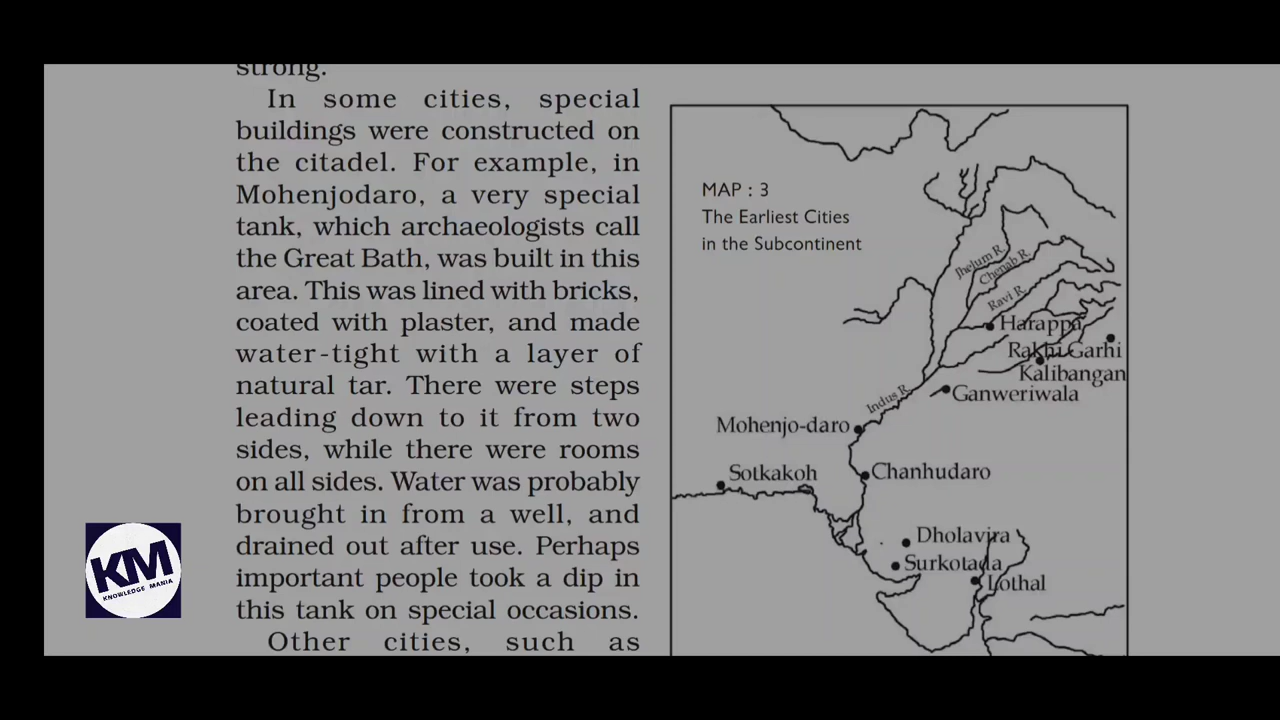 strong.
In some cities, special
buildings were constructed on
the citadel. For example, in
Mohenjodaro, a very special
tank, which archaeologists call
the Great Bath, was built in this
area. This was lined with bricks,
coated with plaster, and made
water-tight with a layer of
natural tar. There were steps
leading down to it from two
sides, while there were rooms
on all sides. Water was probably
brought in from a well, and
drained out after use. Perhaps
important people took a dip in
this tank on special occasions.
Other cities, such as
MAP : 3
The Earliest Cities
in the Subcontinent
Jhelum R.
Chenab R.
Ravi R.
Harappa
Rakhi Garhi
Kalibangan
Ganweriwala
Indus R.
Mohenjo-daro
Sotkakoh
Chanhudaro
Dholavira
Surkotada
Lothal
KM
KNOWLEDGE MANIA